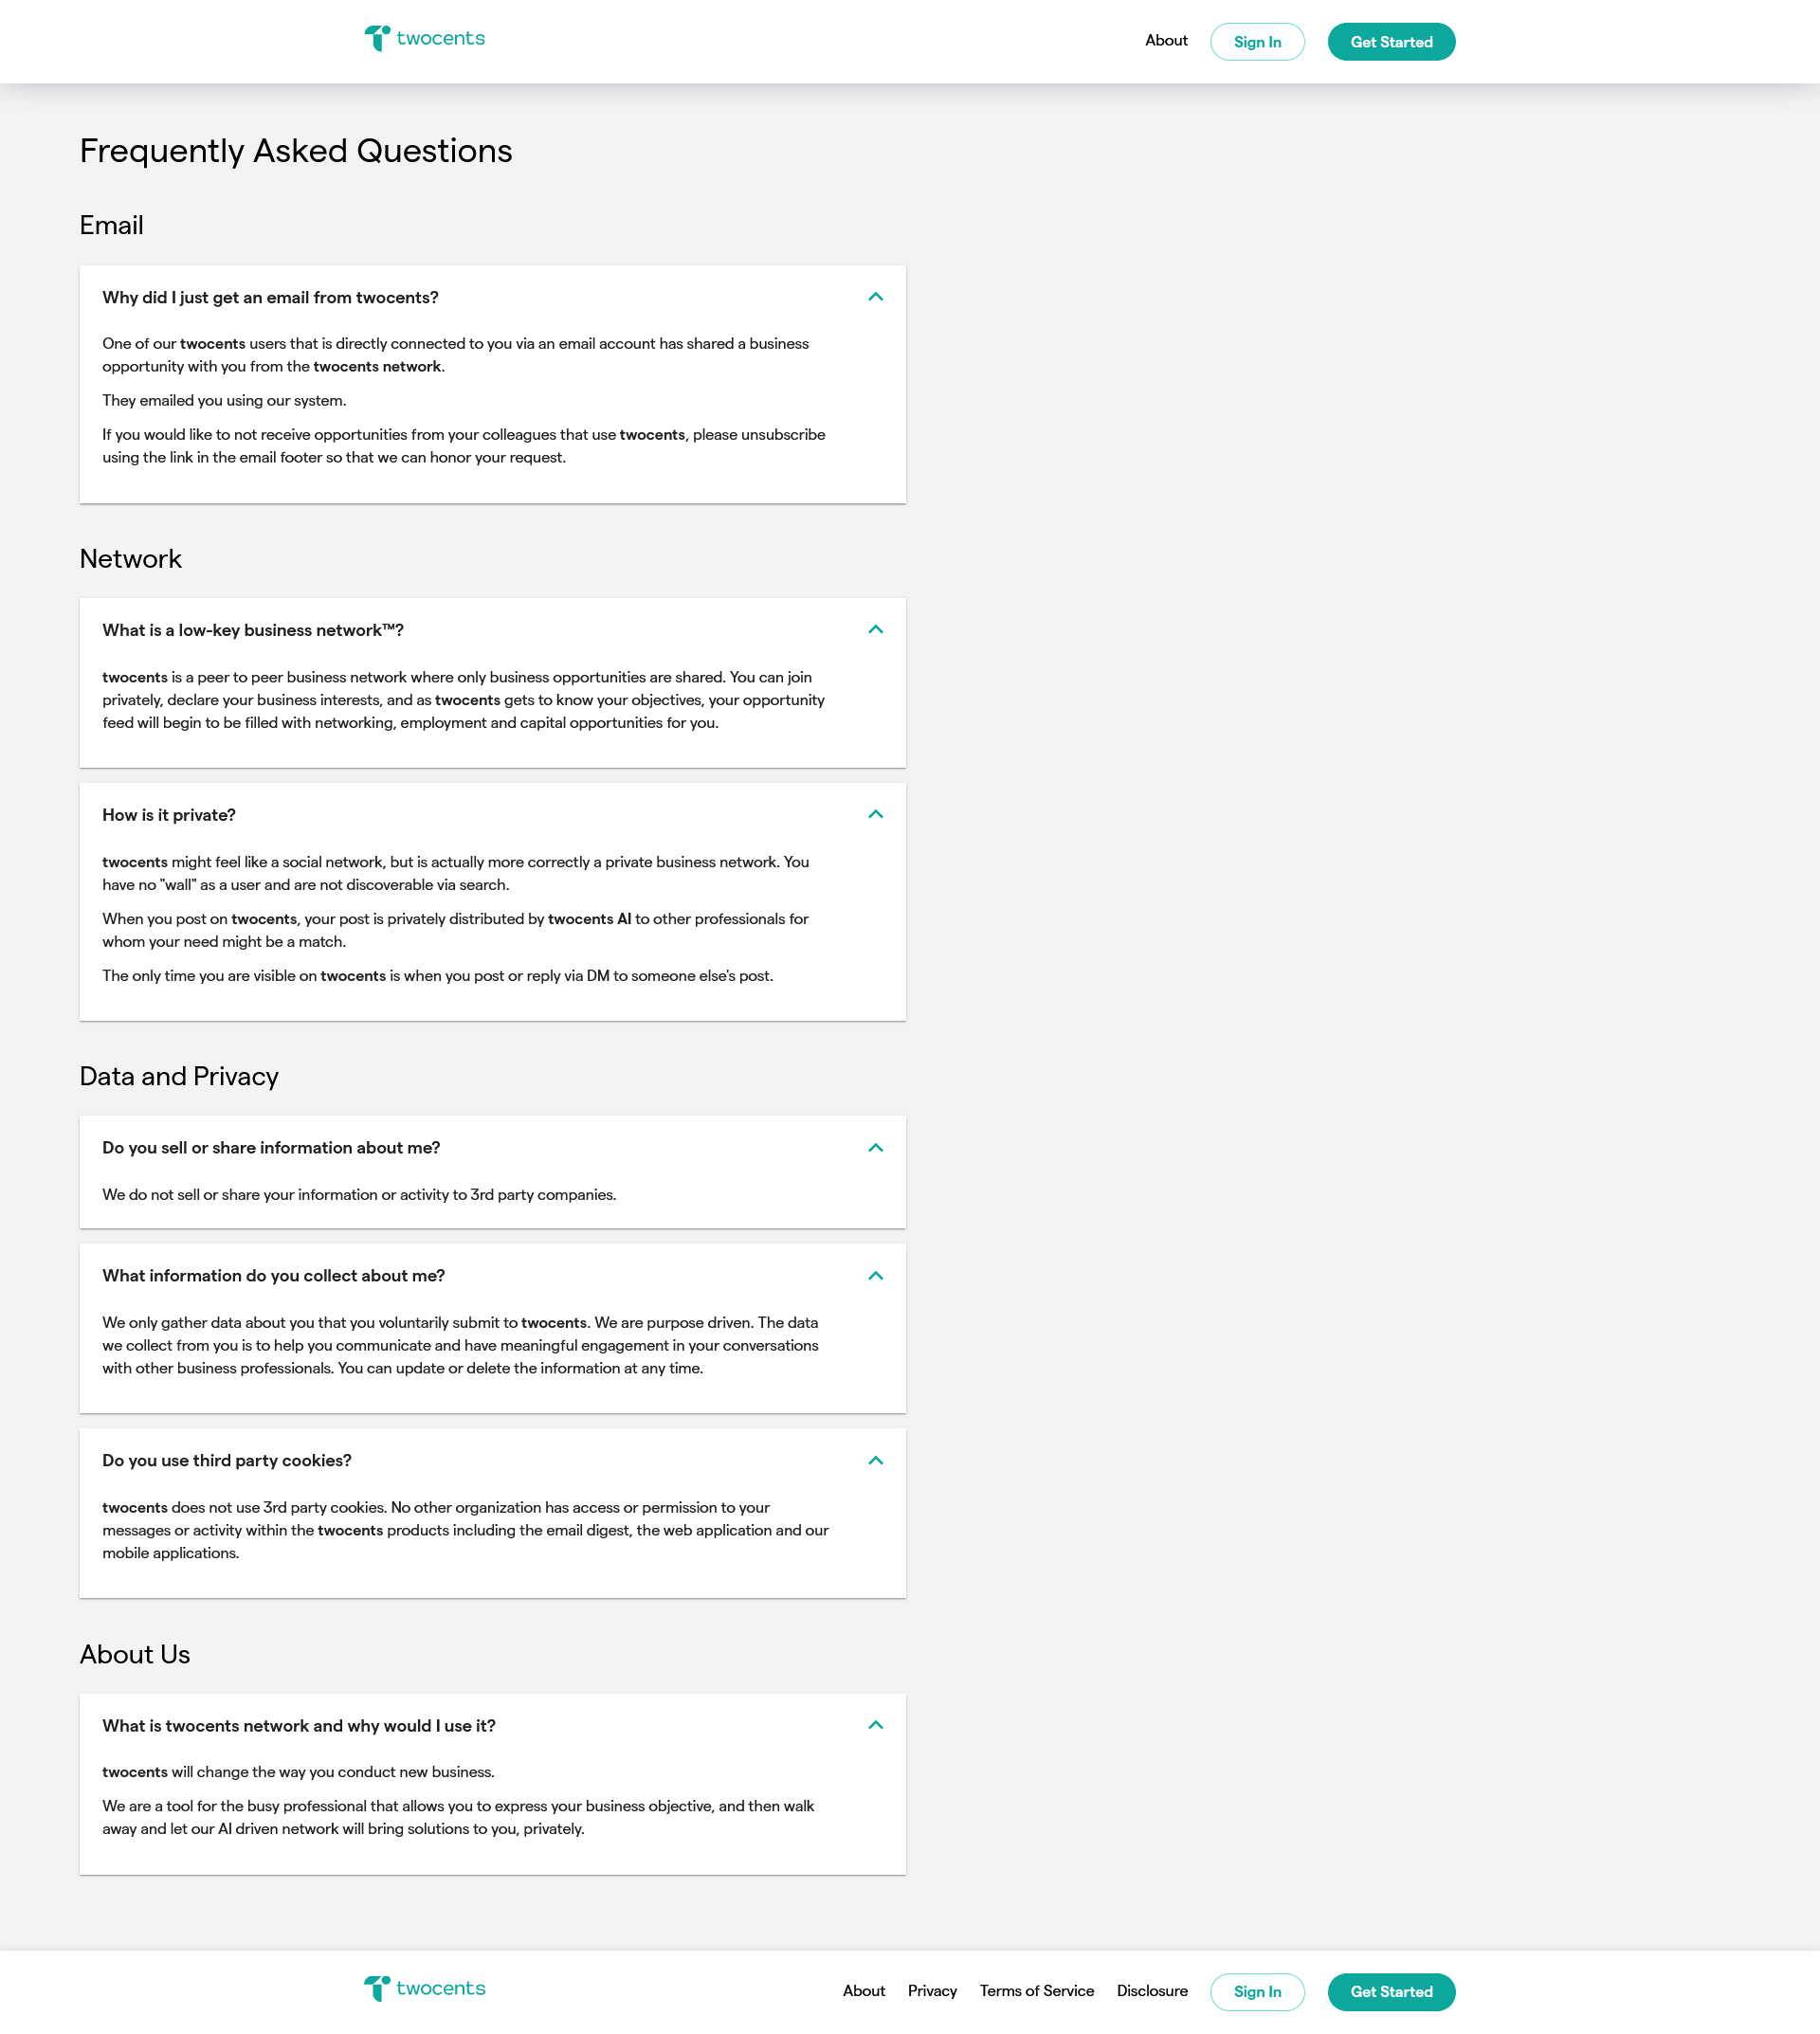 twocents
About
Sign In
Get Started
Frequently Asked Questions
Email
Why did I just get an email from twocents?
One of our twocents users that is directly connected to you via an email account has shared a business
opportunity with you from the twocents network.
They emailed you using our system.
If you would like to not receive opportunities from your colleagues that use twocents, please unsubscribe
using the link in the email footer so that we can honor your request.
Network
What is a low-key business network™?
twocents is a peer to peer business network where only business opportunities are shared. You can join
privately, declare your business interests, and as twocents gets to know your objectives, your opportunity
feed will begin to be filled with networking, employment and capital opportunities for you.
How is it private?
twocents might feel like a social network, but is actually more correctly a private business network. You
have no "wall" as a user and are not discoverable via search.
When you post on twocents, your post is privately distributed by twocents AI to other professionals for
whom your need might be a match.
The only time you are visible on twocents is when you post or reply via DM to someone else's post.
Data and Privacy
Do you sell or share information about me?
We do not sell or share your information or activity to 3rd party companies.
What information do you collect about me?
We only gather data about you that you voluntarily submit to twocents. We are purpose driven. The data
we collect from you is to help you communicate and have meaningful engagement in your conversations
with other business professionals. You can update or delete the information at any time.
Do you use third party cookies?
twocents does not use 3rd party cookies. No other organization has access or permission to your
messages or activity within the twocents products including the email digest, the web application and our
mobile applications.
About Us
What is twocents network and why would I use it?
twocents will change the way you conduct new business.
We are a tool for the busy professional that allows you to express your business objective, and then walk
away and let our AI driven network will bring solutions to you, privately.
twocents
About
Privacy
Terms of Service
Disclosure
Sign In
Get Started